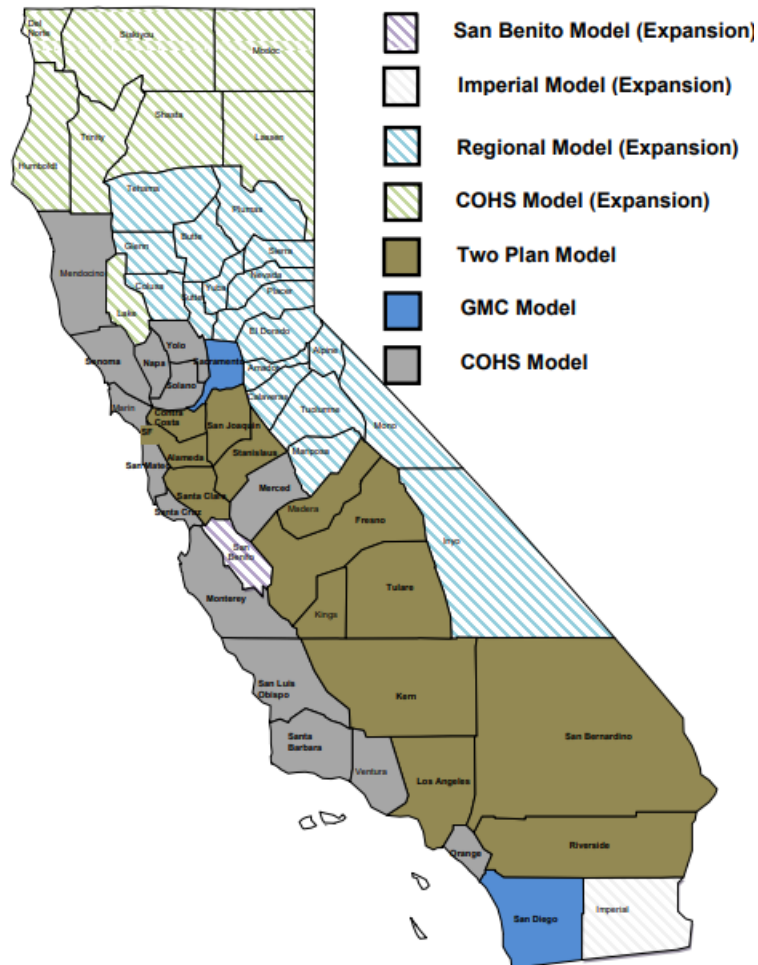 Del
Norte
Siskiyou
Modoc
San Benito Model (Expansion)
Imperial Model (Expansion)
Regional Model (Expansion)
COHS Model (Expansion)
Two Plan Model
GMC Model
COHS Model
Humboldt
Trinity
Shasta
Lassen
Tehama
Plumas
Glenn
Butte
Sierra
Mendocino
Colusa
Lake
Sutter
Yuba
Nevada
Placer
Yolo
El Dorado
Sonoma
Napa
Sacramento
Alpine
Solano
Amador
Marin
Calaveras
Contra
Costa
San Joaquin
Tuolumne
Mono
SF
Alameda
Stanislaus
Mariposa
San Mateo
Santa Clara
Merced
Santa Cruz
Madera
Fresno
San
Benito
Inyo
Monterey
Kings
Tulare
San Luis
Obispo
Kern
San Bernardino
Santa
Barbara
Ventura
Los Angeles
Orange
Riverside
San Diego
Imperial